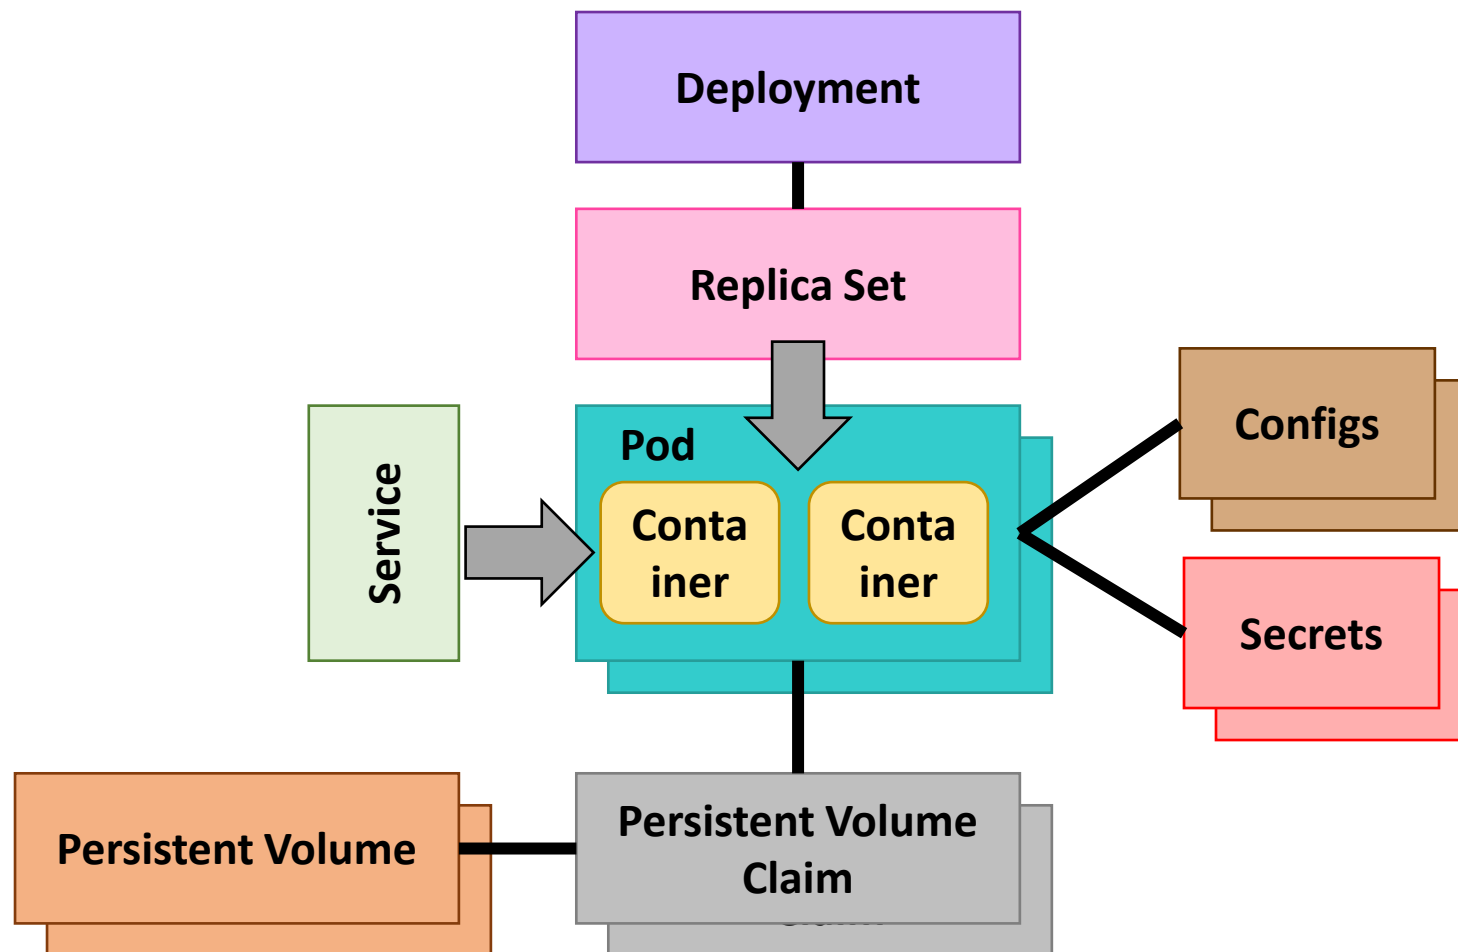 Deployment
Replica Set
Pod
Conta
iner
Conta
iner
Service
Configs
Secrets
Persistent Volume
Persistent Volume
Claim